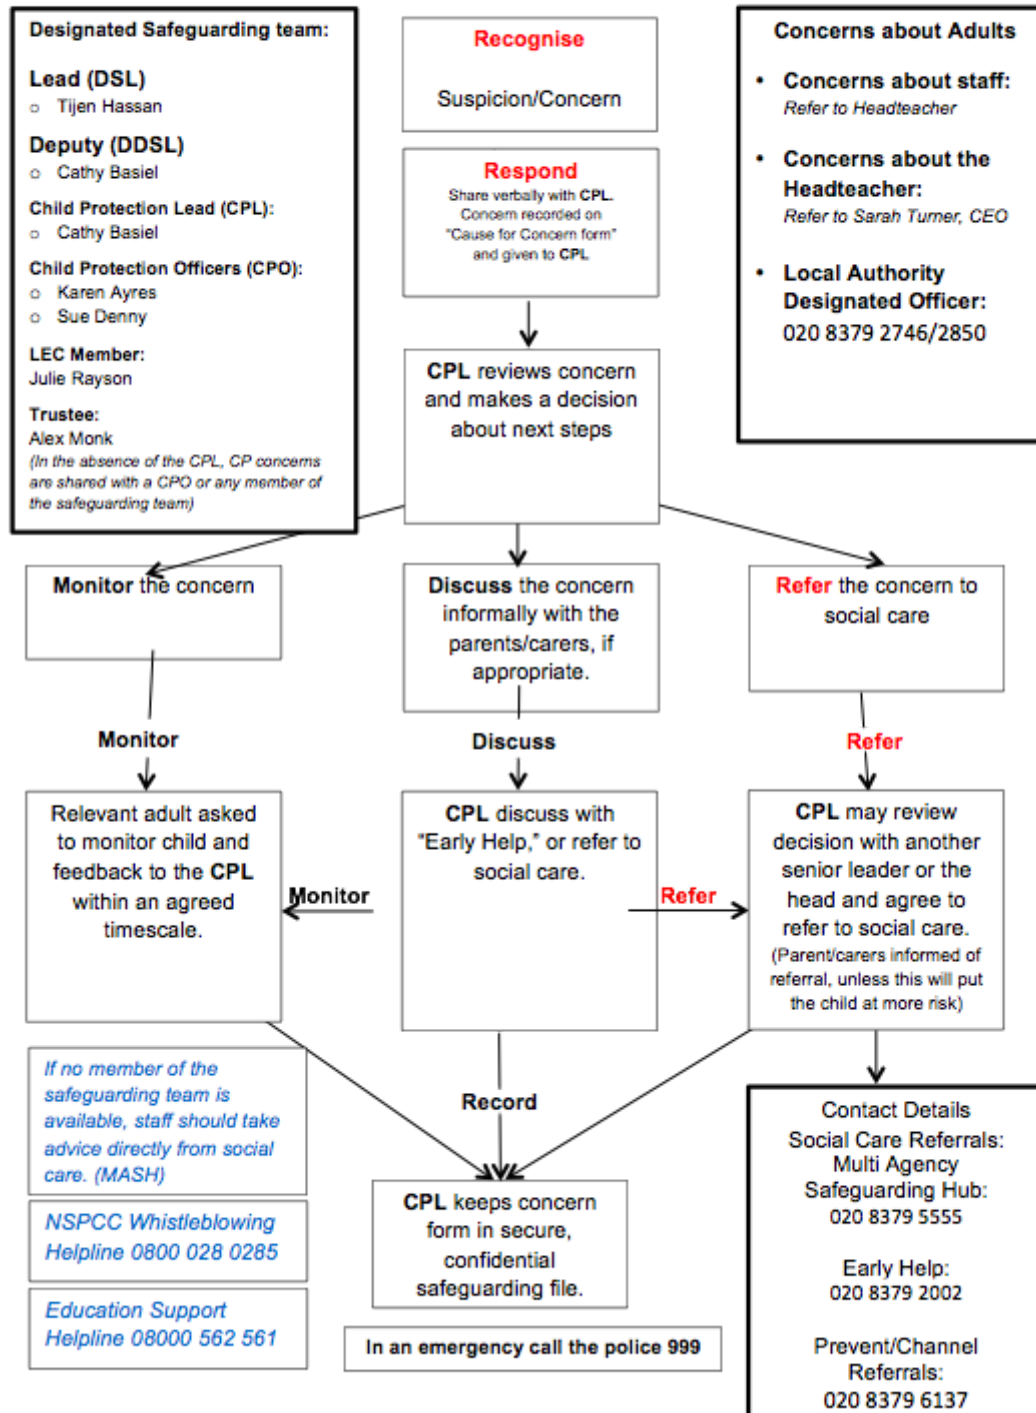 Designated Safeguarding team:
Lead (DSL)
o Tijen Hassan
Deputy (DDSL)
o Cathy Basiel
Child Protection Lead (CPL):
o Cathy Basiel
Child Protection Officers (CPO):
o Karen Ayres
o Sue Denny
LEC Member:
Julie Rayson
Trustee:
Alex Monk
(In the absence of the CPL, CP concerns
are shared with a CPO or any member of
the safeguarding team)
Recognise
Suspicion/Concern
Respond
Share verbally with CPL.
Concern recorded on
"Cause for Concern form"
and given to CPL
Concerns about Adults
• Concerns about staff:
Refer to Headteacher
• Concerns about the
Headteacher:
Refer to Sarah Turner, CEO
• Local Authority
Designated Officer:
020 8379 2746/2850
CPL reviews concern
and makes a decision
about next steps
Monitor the concern
Discuss the concern
informally with the
parents/carers, if
appropriate.
Refer the concern to
social care
Monitor
Discuss
Refer
Relevant adult asked
to monitor child and
feedback to the CPL
within an agreed
timescale.
Monitor
CPL discuss with
"Early Help," or refer to
social care.
Refer
CPL may review
decision with another
senior leader or the
head and agree to
refer to social care.
(Parent/carers informed of
referral, unless this will put
the child at more risk)
If no member of the
safeguarding team is
available, staff should take
advice directly from social
care. (MASH)
NSPCC Whistleblowing
Helpline 0800 028 0285
Education Support
Helpline 08000 562 561
Record
CPL keeps concern
form in secure,
confidential
safeguarding file.
In an emergency call the police 999
Contact Details
Social Care Referrals:
Multi Agency
Safeguarding Hub:
020 8379 5555
Early Help:
020 8379 2002
Prevent/Channel
Referrals:
020 8379 6137